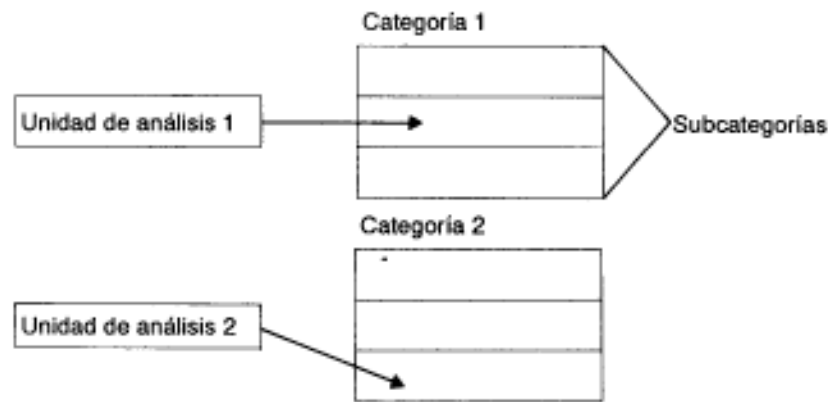 Categoría 1
Unidad de análisis 1
Subcategorías
Categoría 2
Unidad de análisis 2